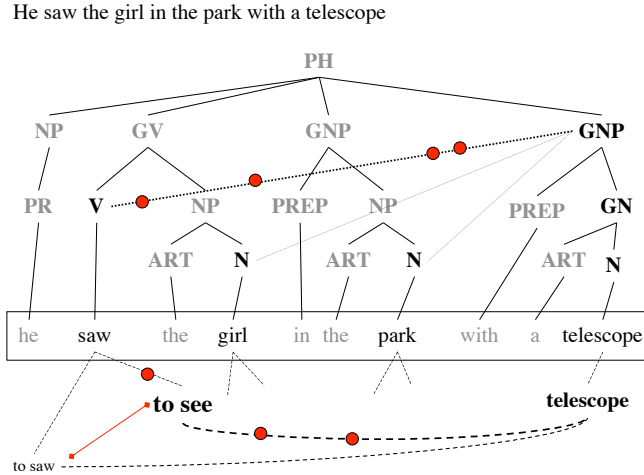 He saw the girl in the park with a telescope
PH
NP GV GNP GNP
PR V NP PREP NP PREP GN
ART N ART N ART N
he saw the girl in the park with a telescope
to see telescope
to saw